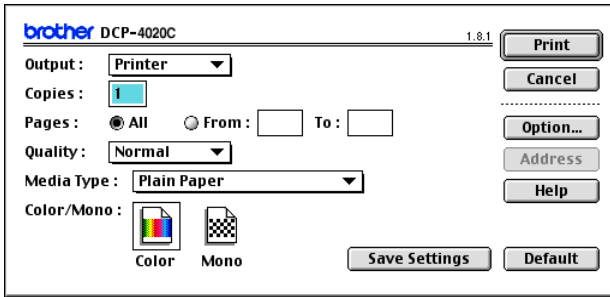 brother DCP-4020C 1.8.1
Print
Output : Printer
Cancel
Copies : 1
Pages : All From : To :
Option...
Quality : Normal
Address
Media Type : Plain Paper
Help
Color/Mono :
Color Mono
Save Settings Default